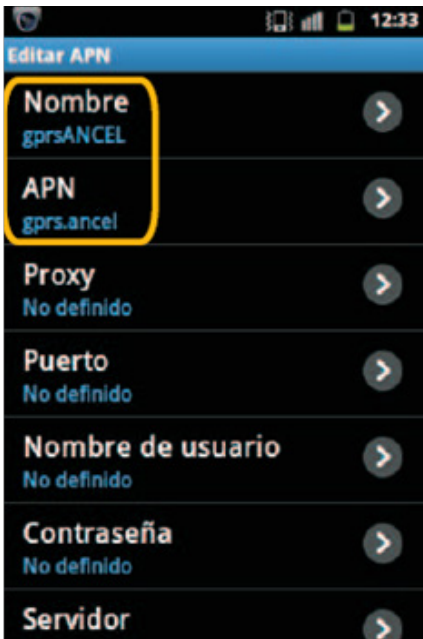 12:33
Editar APN
Nombre
gprsANCEL
APN
gprs.ancel
Proxy
No definido
Puerto
No definido
Nombre de usuario
No definido
Contraseña
No definido
Servidor